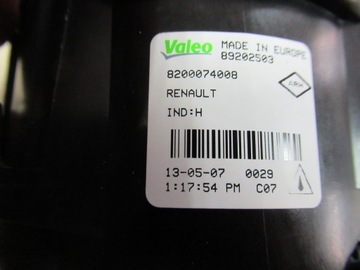 Valeo MADE IN EUROPE
89202503
8200074008
RENAULT
IND:H
13-05-07 0029
1:17:54 PM C07